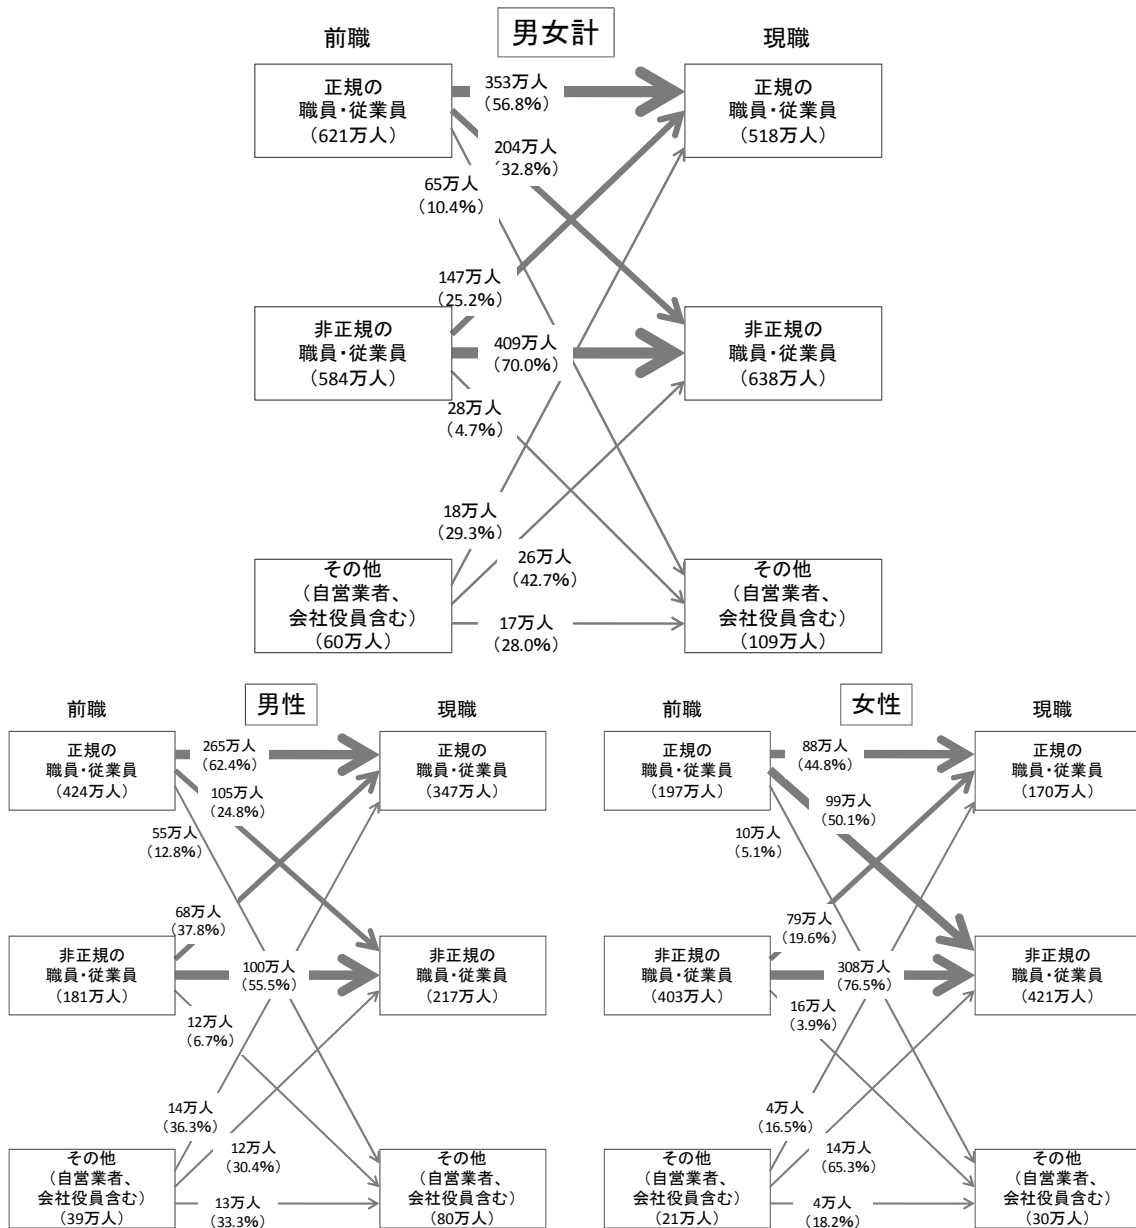 男女計
前職
現職
正規の
職員・従業員
(621万人)
353万人
(56.8%)
正規の
職員・従業員
(518万人)
204万人
(32.8%)
65万人
(10.4%)
147万人
(25.2%)
非正規の
職員・従業員
(584万人)
409万人
(70.0%)
非正規の
職員・従業員
(638万人)
28万人
(4.7%)
18万人
(29.3%)
26万人
(42.7%)
その他
(自営業者、
会社役員含む)
(60万人)
17万人
(28.0%)
その他
(自営業者、
会社役員含む)
(109万人)
男性
前職
現職
正規の
職員・従業員
(424万人)
265万人
(62.4%)
正規の
職員・従業員
(347万人)
105万人
(24.8%)
55万人
(12.8%)
68万人
(37.8%)
非正規の
職員・従業員
(181万人)
100万人
(55.5%)
非正規の
職員・従業員
(217万人)
12万人
(6.7%)
14万人
(36.3%)
12万人
(30.4%)
その他
(自営業者、
会社役員含む)
(39万人)
13万人
(33.3%)
その他
(自営業者、
会社役員含む)
(80万人)
女性
前職
現職
正規の
職員・従業員
(197万人)
88万人
(44.8%)
正規の
職員・従業員
(170万人)
99万人
(50.1%)
10万人
(5.1%)
79万人
(19.6%)
非正規の
職員・従業員
(403万人)
308万人
(76.5%)
非正規の
職員・従業員
(421万人)
16万人
(3.9%)
4万人
(16.5%)
14万人
(65.3%)
その他
(自営業者、
会社役員含む)
(21万人)
4万人
(18.2%)
その他
(自営業者、
会社役員含む)
(30万人)